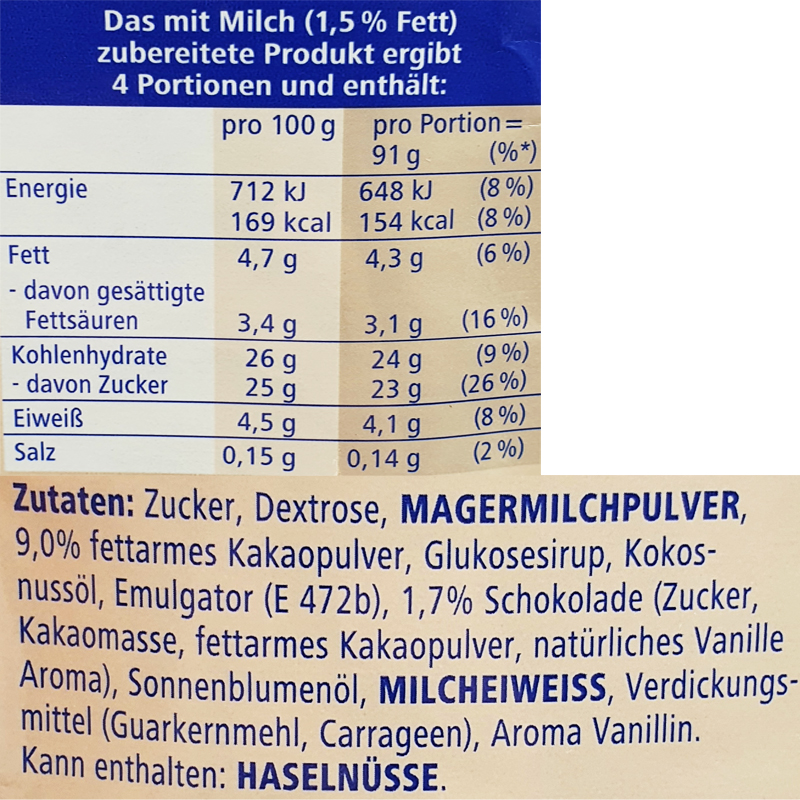 Das mit Milch (1,5 % Fett)
zubereitete Produkt ergibt
4 Portionen und enthält:
pro 100 g pro Portion =
91 g (%*)
Energie 712 kJ 648 kJ (8 %)
169 kcal 154 kcal (8 %)
Fett 4,7 g 4,3 g (6 %)
- davon gesättigte
Fettsäuren 3,4 g 3,1 g (16 %)
Kohlenhydrate 26 g 24 g (9 %)
- davon Zucker 25 g 23 g (26 %)
Eiweiß 4,5 g 4,1 g (8 %)
Salz 0,15 g 0,14 g (2 %)
Zutaten: Zucker, Dextrose, MAGERMILCHPULVER,
9,0% fettarmes Kakaopulver, Glukosesirup, Kokos-
nussöl, Emulgator (E 472b), 1,7% Schokolade (Zucker,
Kakaomasse, fettarmes Kakaopulver, natürliches Vanille
Aroma), Sonnenblumenöl, MILCHEIWEISS, Verdickungs-
mittel (Guarkernmehl, Carrageen), Aroma Vanillin.
Kann enthalten: HASELNÜSSE.